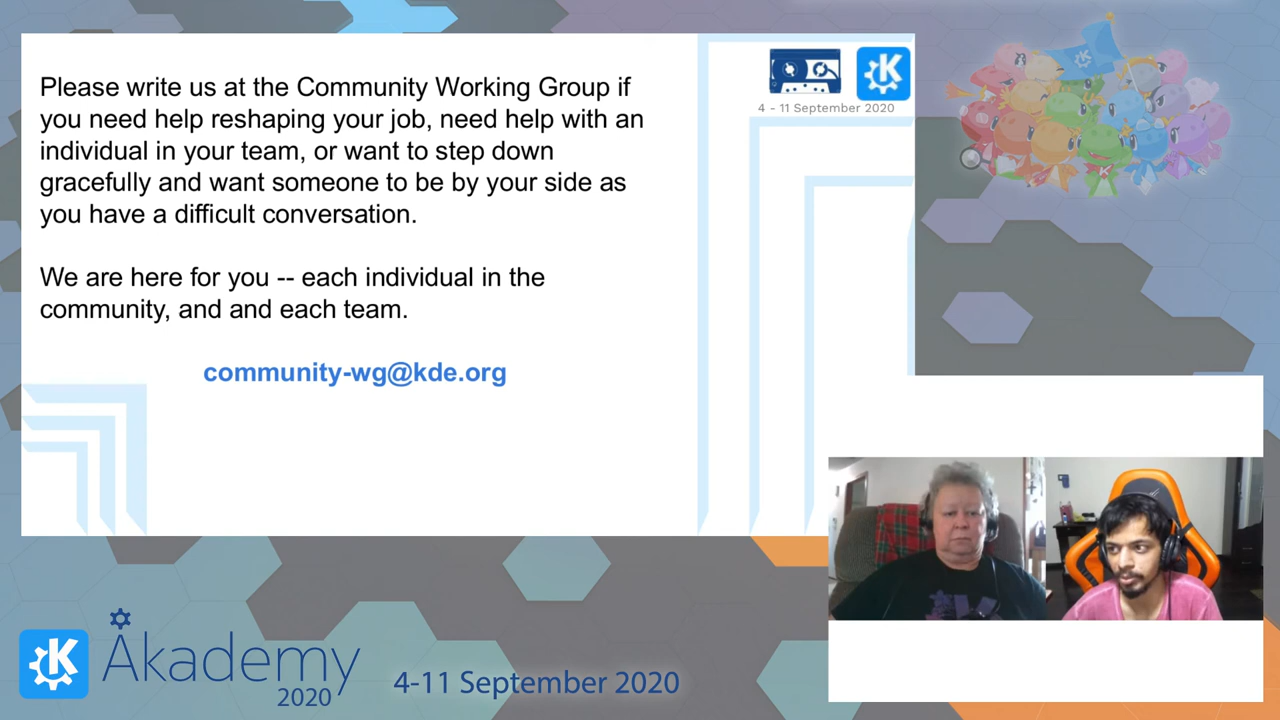 Please write us at the Community Working Group if
you need help reshaping your job, need help with an
individual in your team, or want to step down
gracefully and want someone to be by your side as
you have a difficult conversation.
We are here for you -- each individual in the
community, and and each team.
community-wg@kde.org
4 - 11 September 2020
Akademy
2020
4-11 September 2020